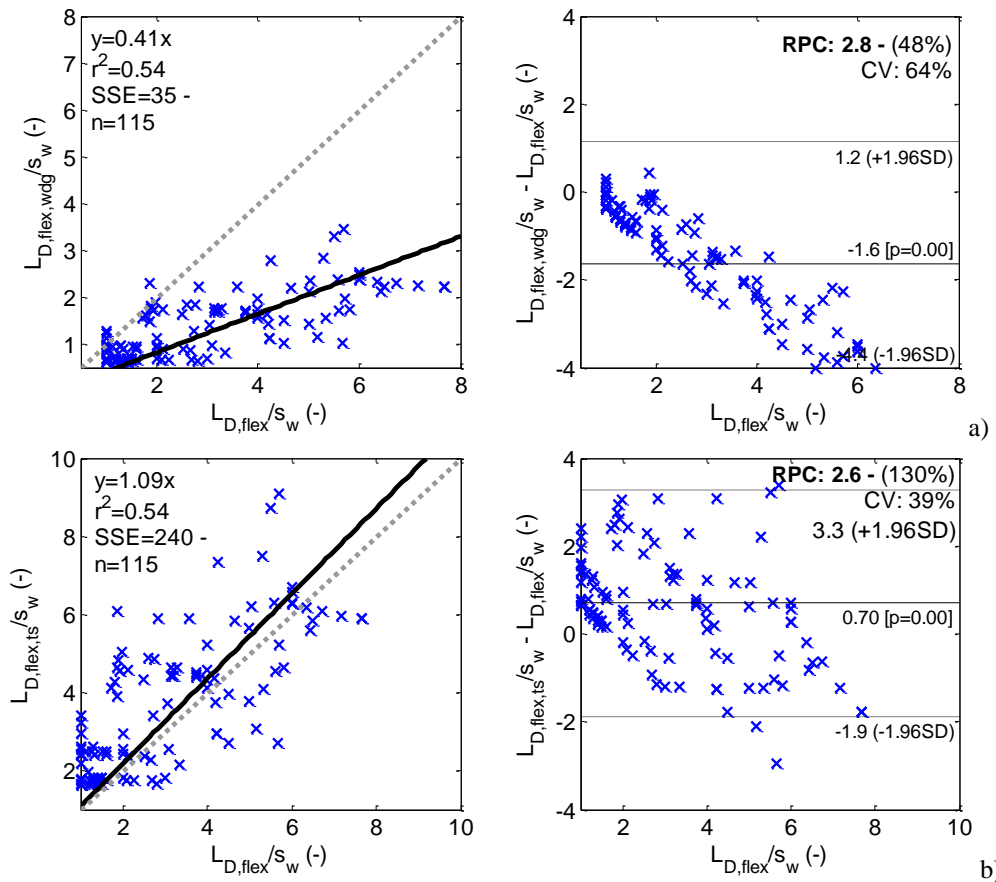 8
7
6
5
4
3
2
1
L_D,flex,wdg/s_w (-)
y=0.41x
r²=0.54
SSE=35 -
n=115
2 4 6 8
L_D,flex/s_w (-)
4
2
0
-2
-4
L_D,flex,wdg/s_w - L_D,flex/s_w (-)
RPC: 2.8 - (48%)
CV: 64%
1.2 (+1.96SD)
-1.6 [p=0.00]
-4.4 (-1.96SD)
2 4 6 8
L_D,flex/s_w (-)
a)
10
8
6
4
2
L_D,flex,ts/s_w (-)
y=1.09x
r²=0.54
SSE=240 -
n=115
2 4 6 8 10
L_D,flex/s_w (-)
4
2
0
-2
-4
L_D,flex,ts/s_w - L_D,flex/s_w (-)
RPC: 2.6 - (130%)
CV: 39%
3.3 (+1.96SD)
0.70 [p=0.00]
-1.9 (-1.96SD)
2 4 6 8 10
L_D,flex/s_w (-)
b)